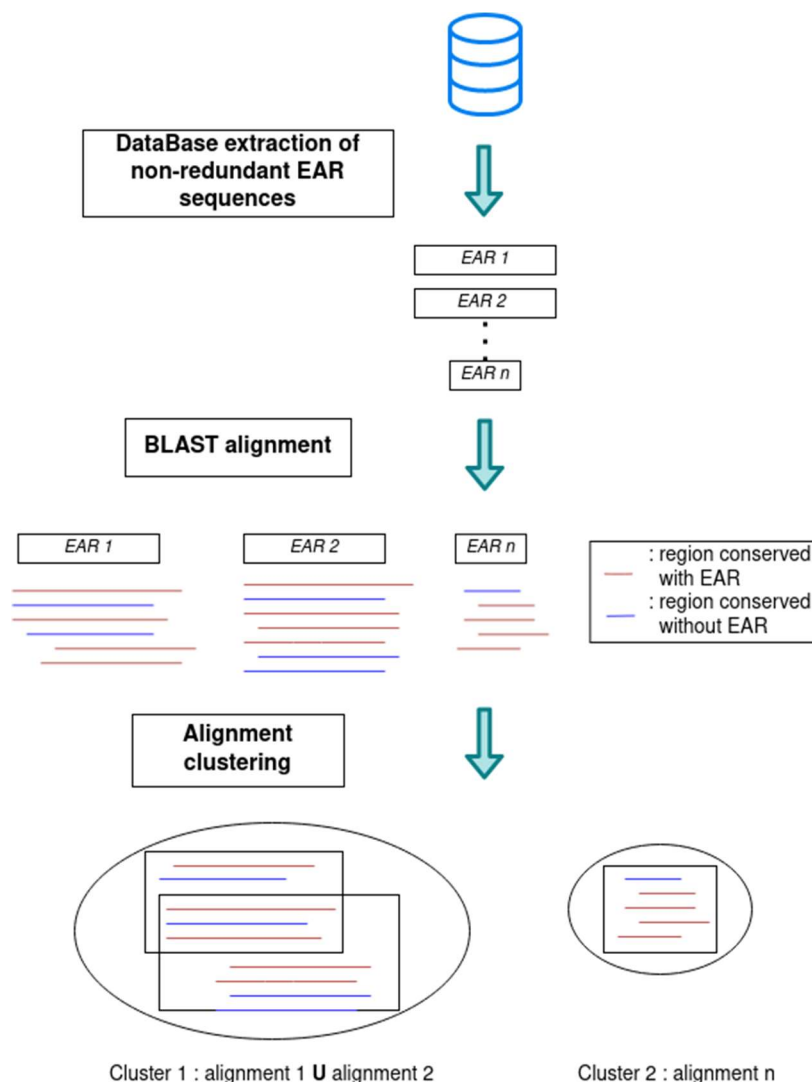 DataBase extraction of
non-redundant EAR
sequences
EAR 1
EAR 2
EAR n
BLAST alignment
EAR 1
EAR 2
EAR n
: region conserved
with EAR
: region conserved
without EAR
Alignment
clustering
Cluster 1 : alignment 1 U alignment 2
Cluster 2 : alignment n